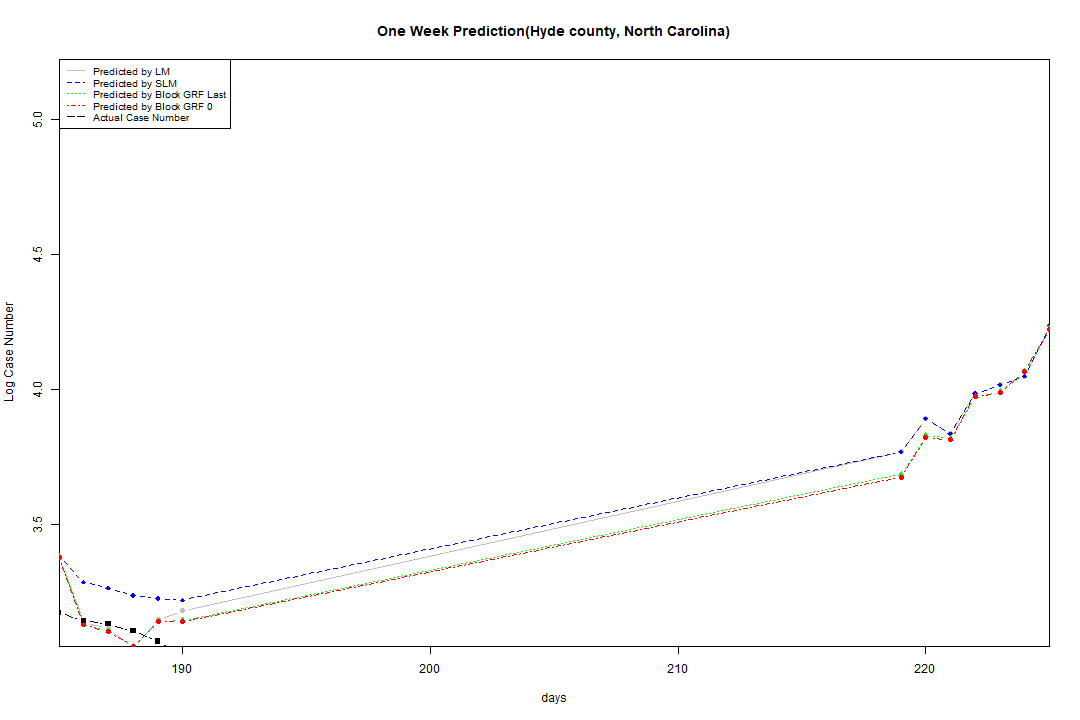 One Week Prediction(Hyde county, North Carolina)
Predicted by LM
Predicted by SLM
Predicted by Block GRF Last
Predicted by Block GRF 0
Actual Case Number
5.0
4.5
4.0
3.5
Log Case Number
190
200
210
220
days